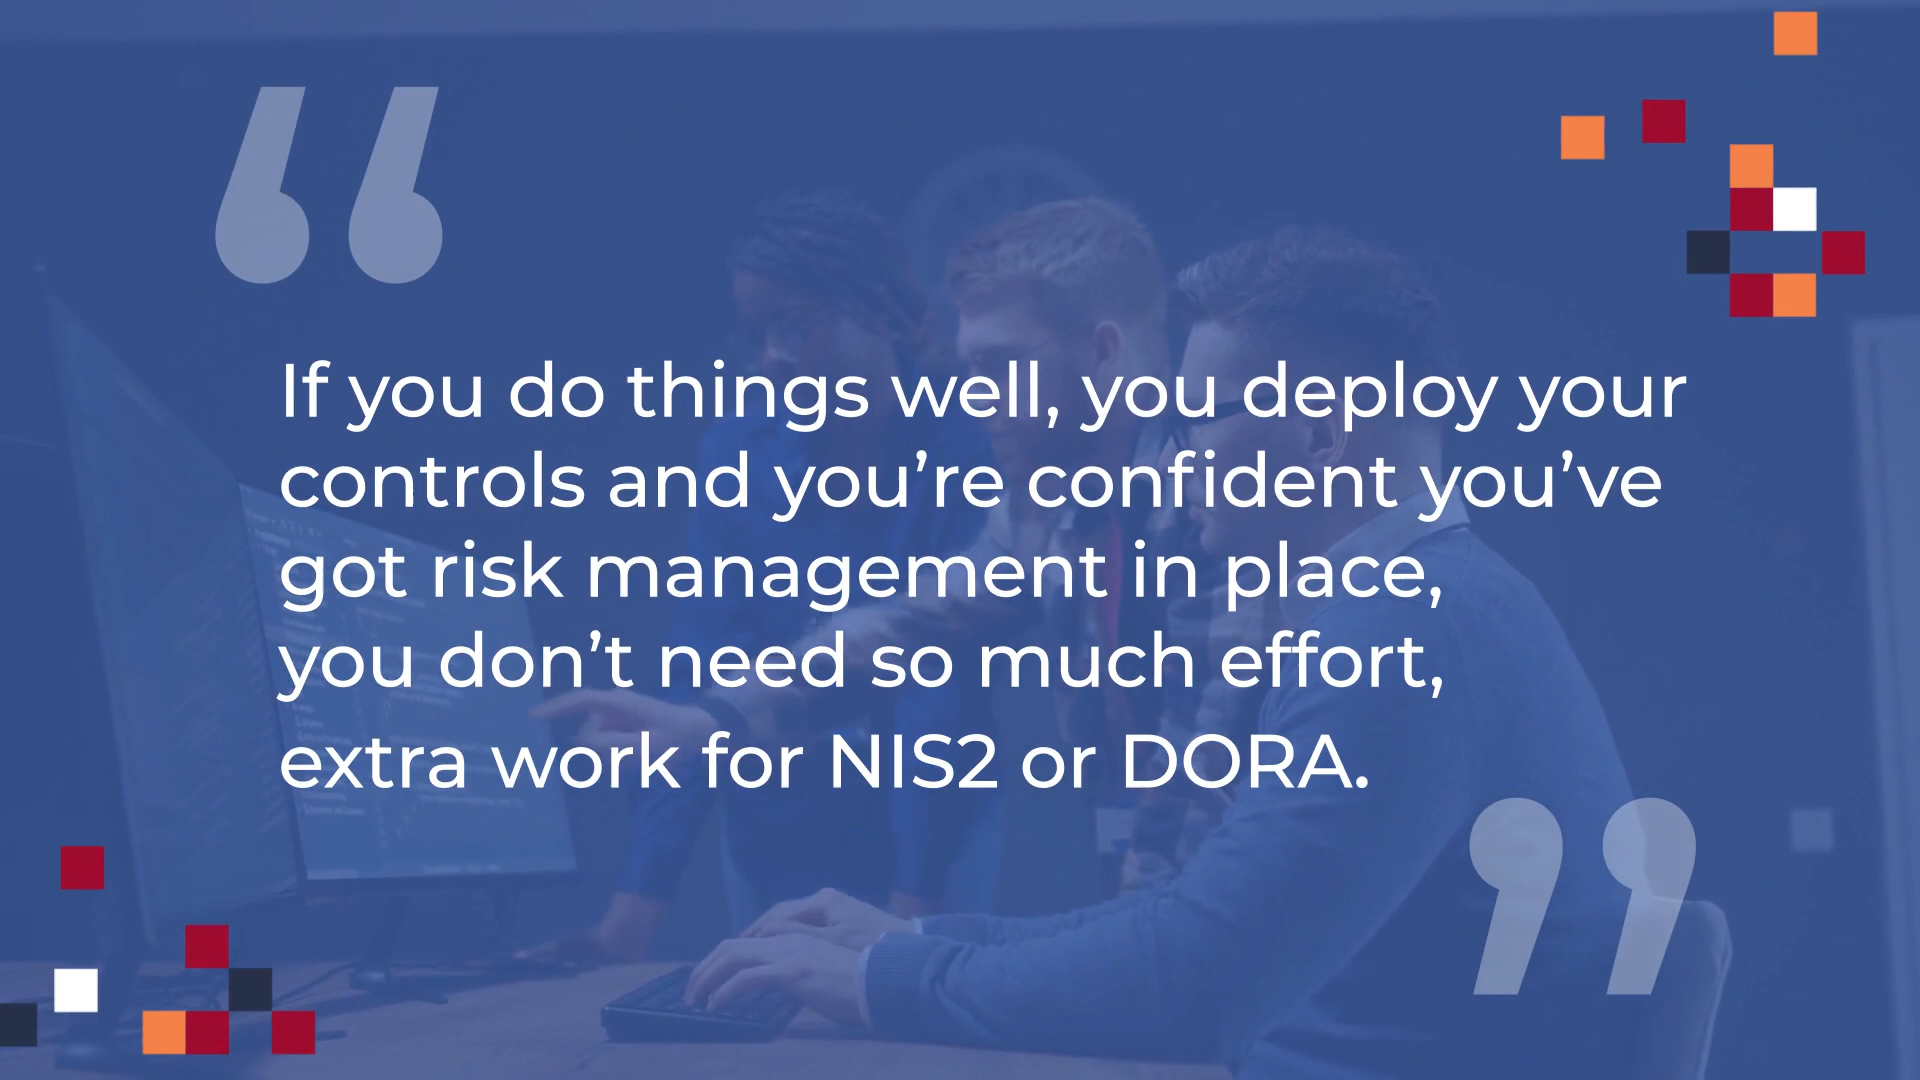 “
If you do things well, you deploy your
controls and you’re confident you’ve
got risk management in place,
you don’t need so much effort,
extra work for NIS2 or DORA.
”